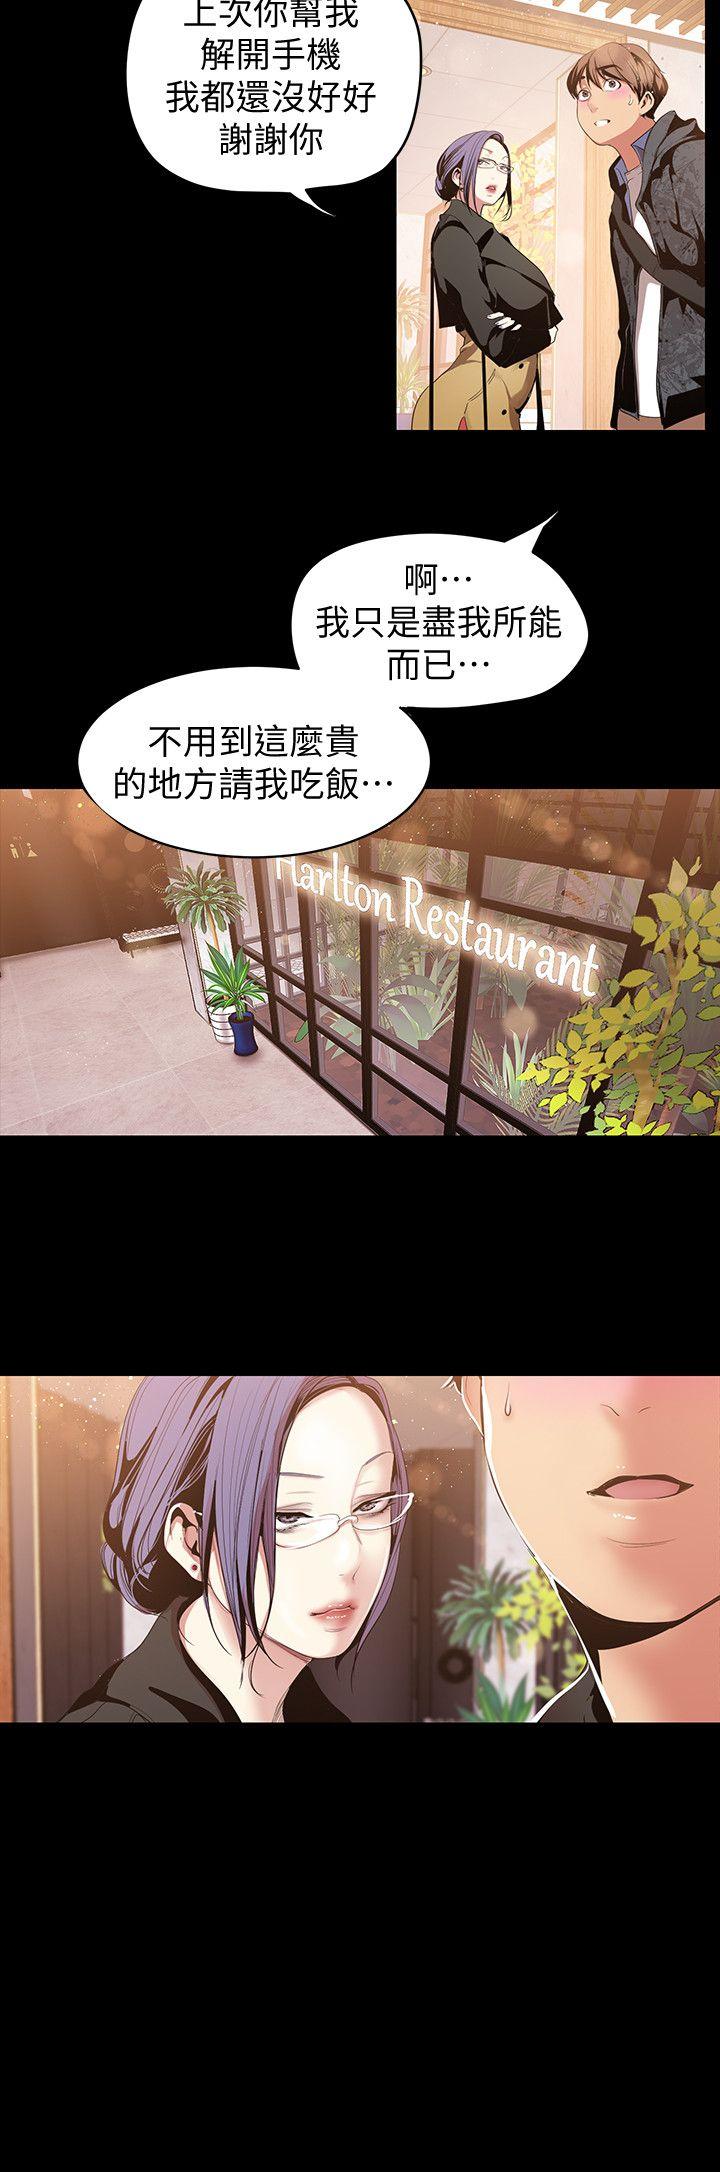 上次你幫我
解開手機
我都還沒好好
謝謝你
啊⋯
我只是盡我所能
而已⋯
不用到這麼貴
的地方請我吃飯⋯
Harlton Restaurant